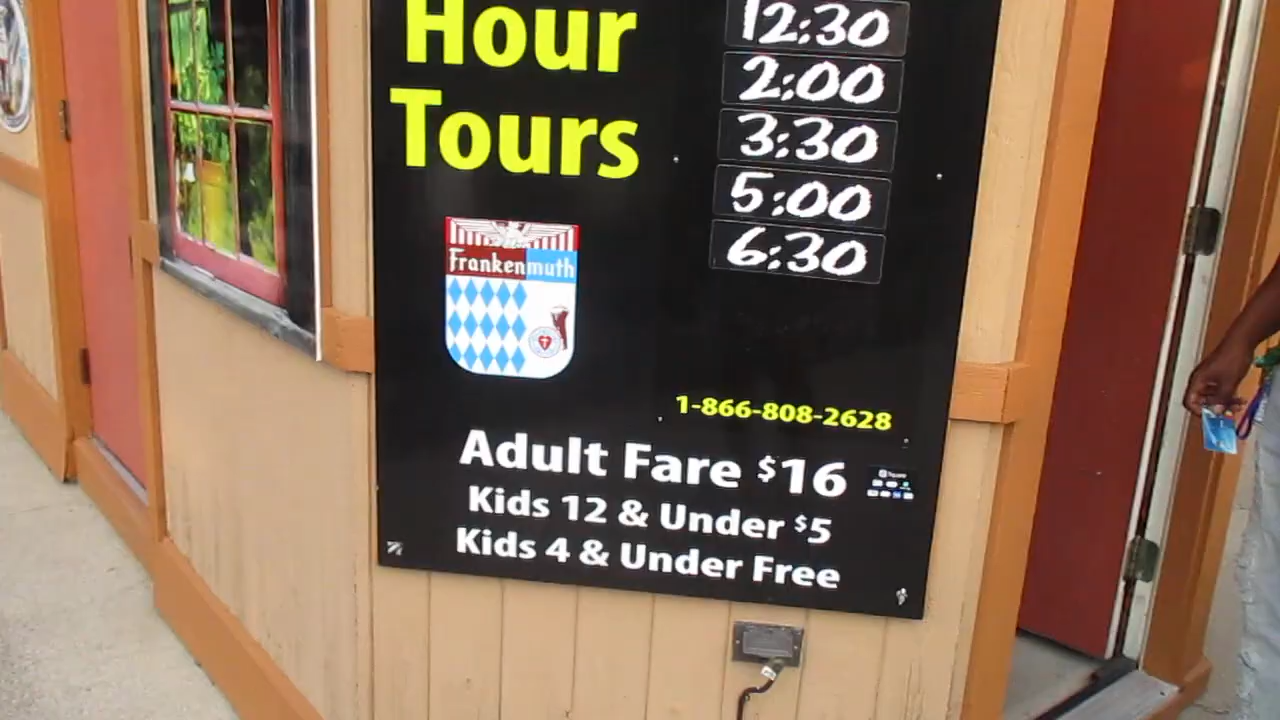 Hour
Tours
12:30
2:00
3:30
5:00
6:30
Frankenmuth
1-866-808-2628
Adult Fare $16
Kids 12 & Under $5
Kids 4 & Under Free